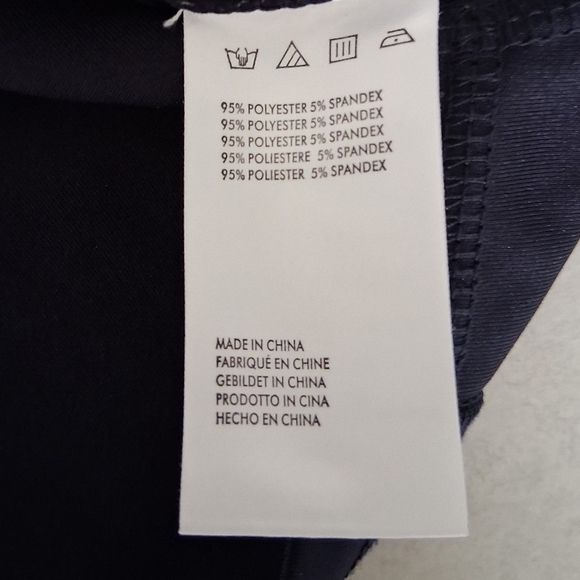 95% POLYESTER 5% SPANDEX
95% POLYESTER 5% SPANDEX
95% POLYESTER 5% SPANDEX
95% POLIESTERE 5% SPANDEX
95% POLIESTER 5% SPANDEX
MADE IN CHINA
FABRIQUÉ EN CHINE
GEBILDET IN CHINA
PRODOTTO IN CINA
HECHO EN CHINA